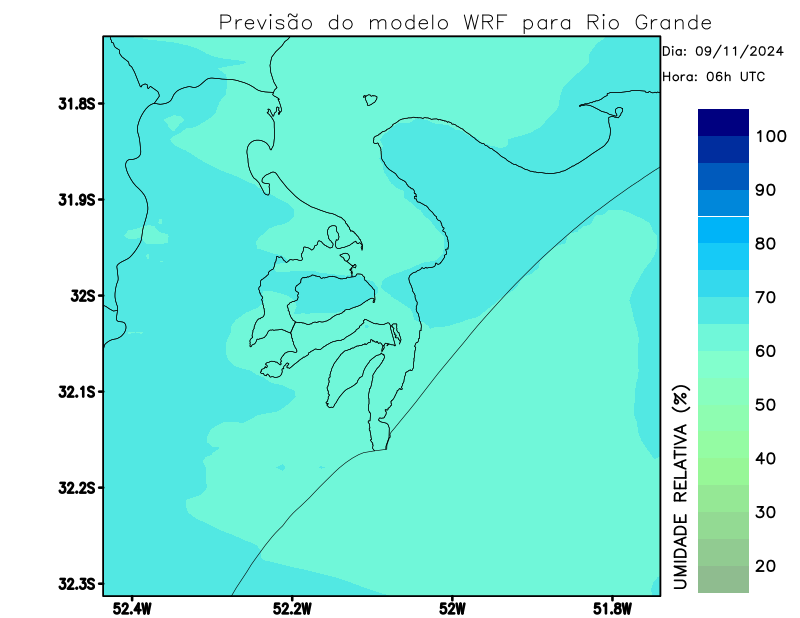 Previsão do modelo WRF para Rio Grande
Dia: 09/11/2024
Hora: 06h UTC
31.8S
31.9S
32S
32.1S
32.2S
32.3S
52.4W
52.2W
52W
51.8W
100
90
80
70
60
50
40
30
20
UMIDADE RELATIVA (%)